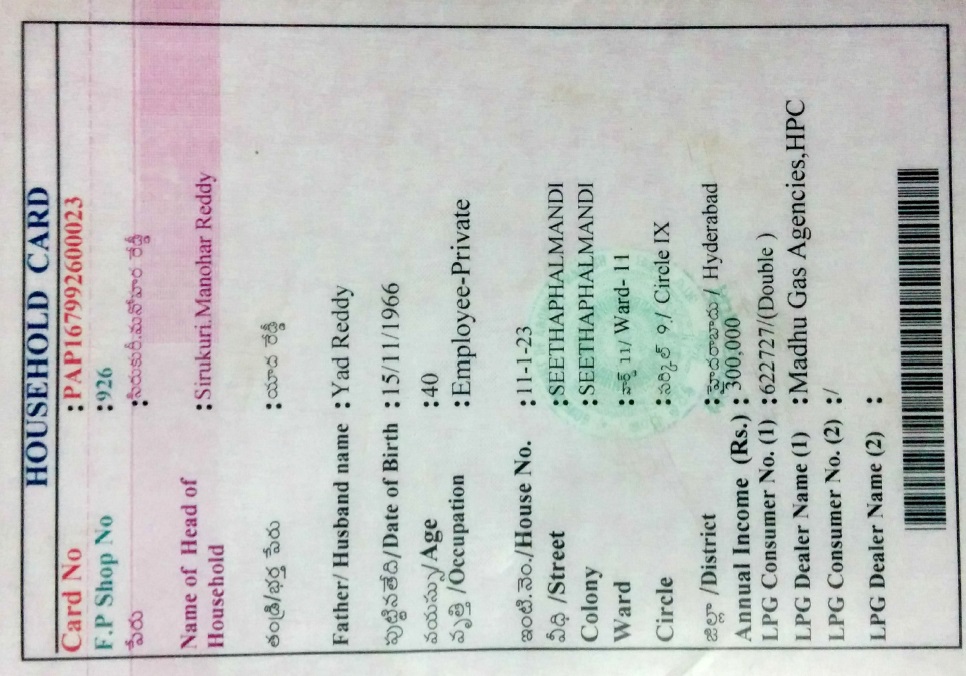 HOUSEHOLD CARD
Card No : PAP167992600023
F.P Shop No : 926
పేరు : సిరుకురి.మనోహర రెడ్డి
Name of Head of Household : Sirukuri.Manohar Reddy
తండ్రి/భర్త పేరు : యాద రెడ్డి
Father/ Husband name : Yad Reddy
పుట్టినతేది/Date of Birth : 15/11/1966
వయస్సు/Age : 40
వృత్తి /Occupation : Employee-Private
ఇంటి.నెం./House No. : 11-1-23
వీధి /Street : SEETHAPHALMANDI
Colony : SEETHAPHALMANDI
Ward : వార్డ్ 11/ Ward- 11
Circle : సర్కిల్ 9 / Circle IX
జిల్లా /District : హైదరాబాదు / Hyderabad
Annual Income (Rs.) : 300,000
LPG Consumer No. (1) : 622727/(Double )
LPG Dealer Name (1) : Madhu Gas Agencies,HPC
LPG Consumer No. (2) : /
LPG Dealer Name (2) :